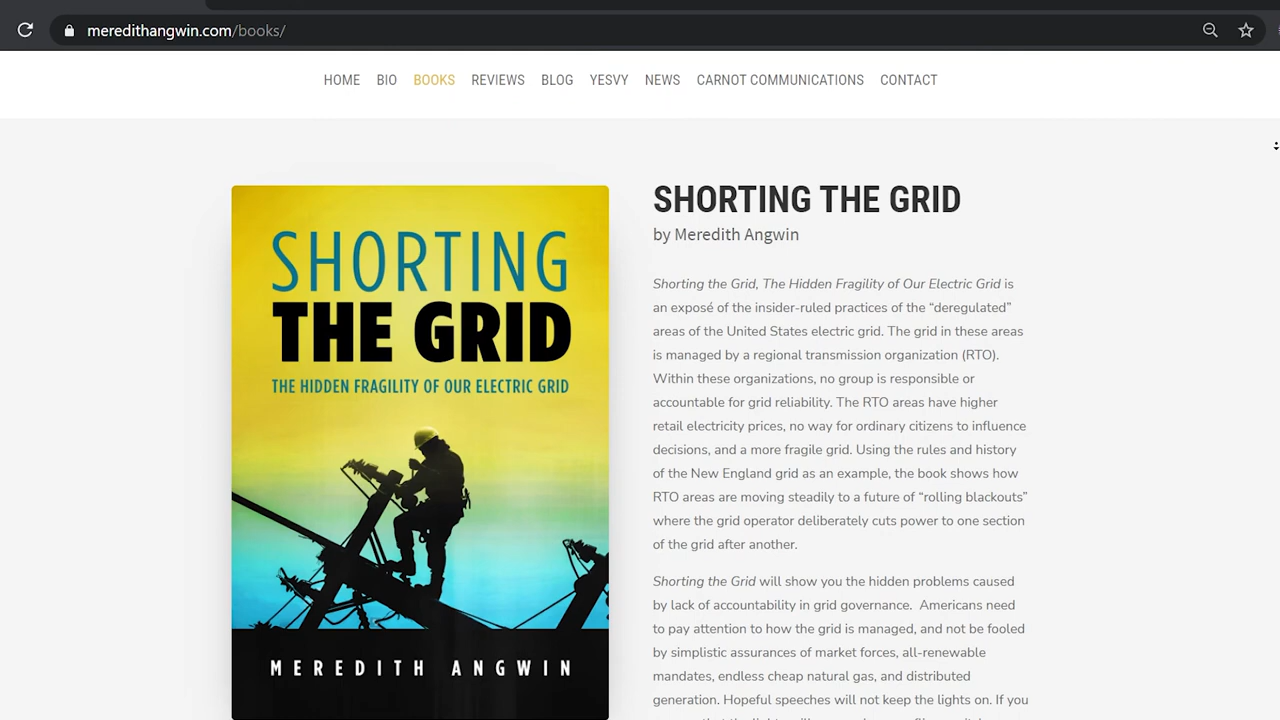 meredithangwin.com/books/
HOME BIO BOOKS REVIEWS BLOG YESVY NEWS CARNOT COMMUNICATIONS CONTACT
SHORTING
THE GRID
THE HIDDEN FRAGILITY OF OUR ELECTRIC GRID
MEREDITH ANGWIN
SHORTING THE GRID
by Meredith Angwin
Shorting the Grid, The Hidden Fragility of Our Electric Grid is
an exposé of the insider-ruled practices of the “deregulated”
areas of the United States electric grid. The grid in these areas
is managed by a regional transmission organization (RTO).
Within these organizations, no group is responsible or
accountable for grid reliability. The RTO areas have higher
retail electricity prices, no way for ordinary citizens to influence
decisions, and a more fragile grid. Using the rules and history
of the New England grid as an example, the book shows how
RTO areas are moving steadily to a future of “rolling blackouts”
where the grid operator deliberately cuts power to one section
of the grid after another.
Shorting the Grid will show you the hidden problems caused
by lack of accountability in grid governance. Americans need
to pay attention to how the grid is managed, and not be fooled
by simplistic assurances of market forces, all-renewable
mandates, endless cheap natural gas, and distributed
generation. Hopeful speeches will not keep the lights on. If you